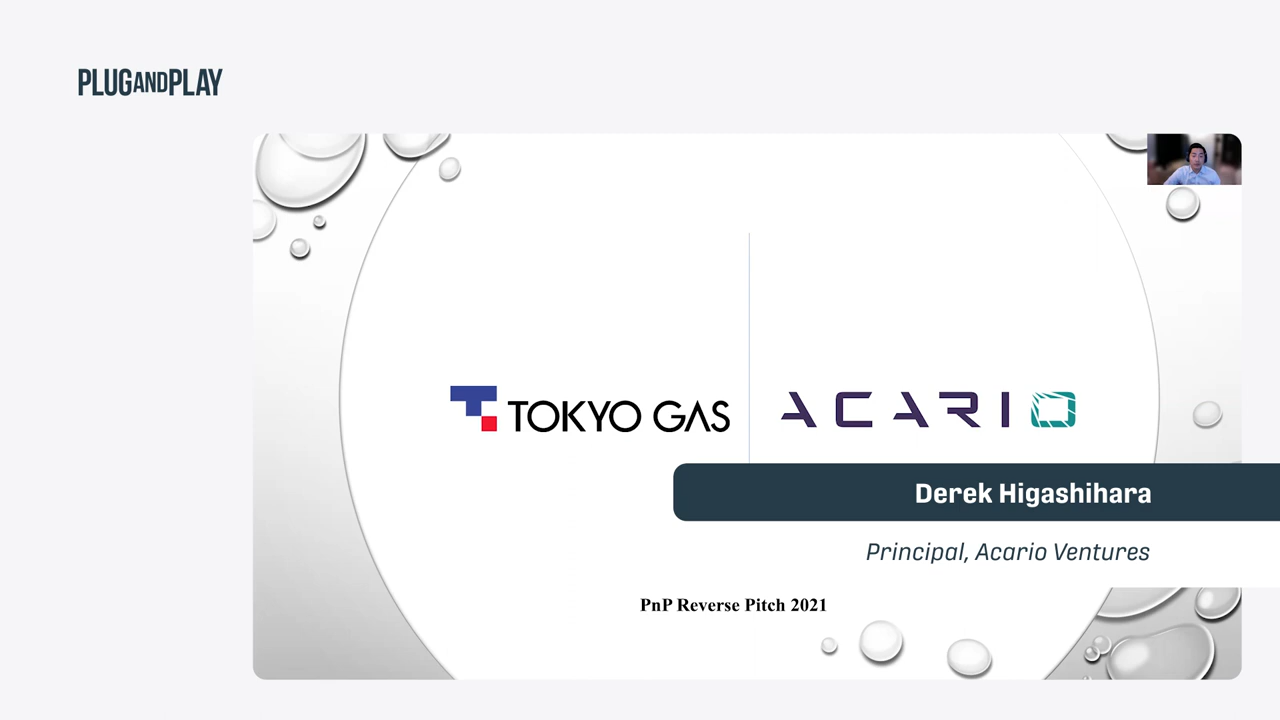 PLUGANDPLAY
TOKYO GAS
ACARIO
Derek Higashihara
Principal, Acario Ventures
PnP Reverse Pitch 2021